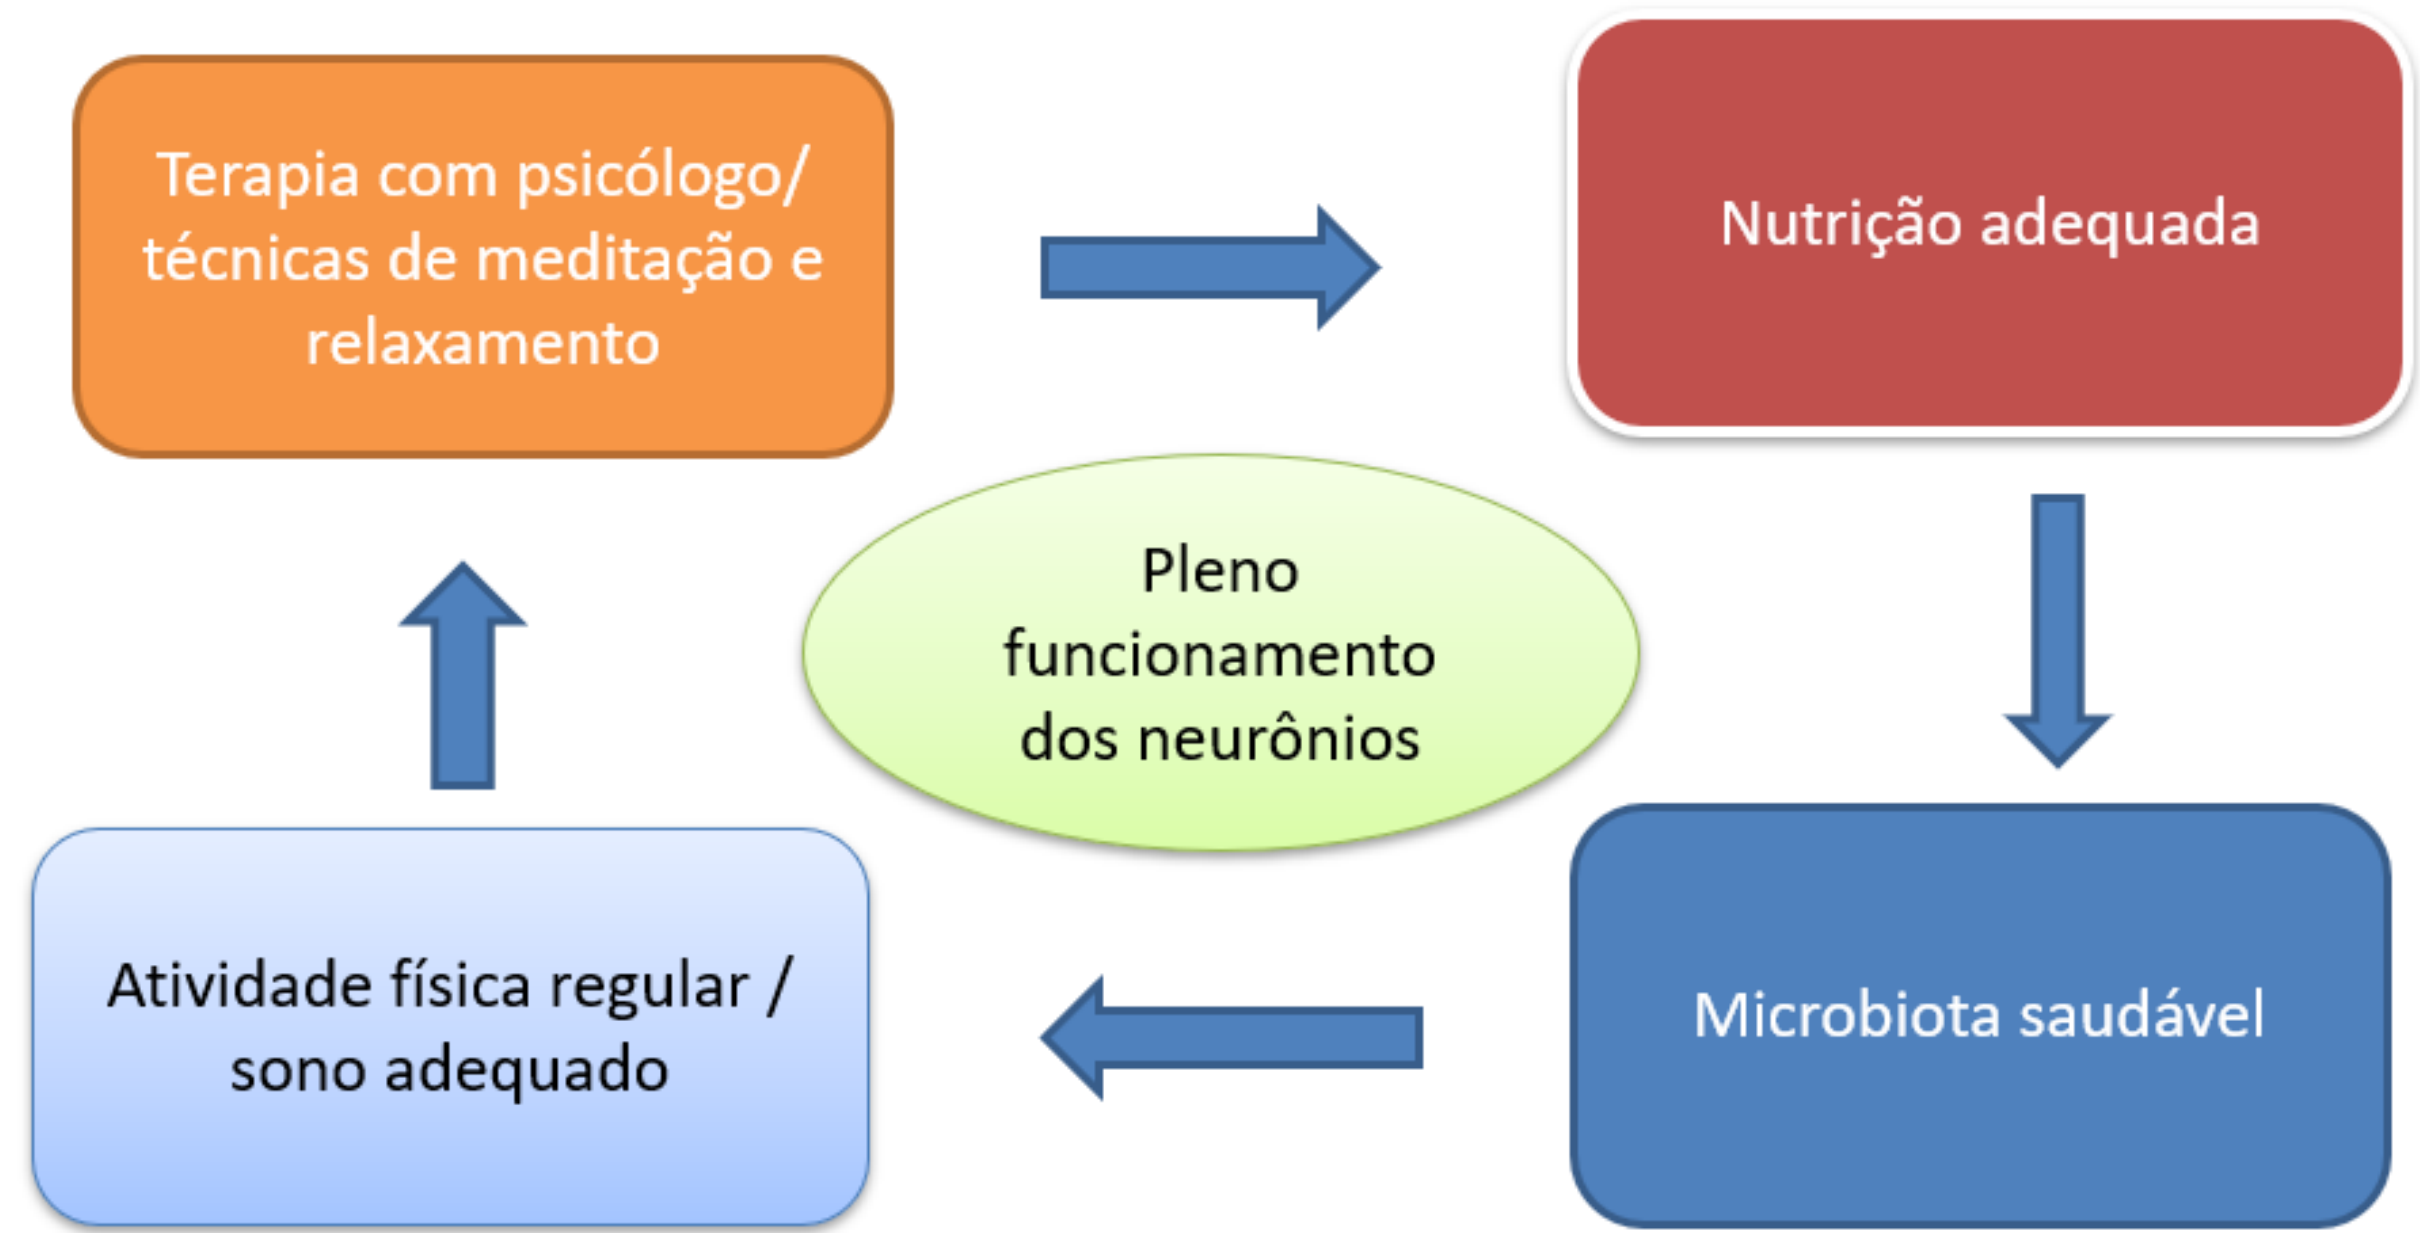 Terapia com psicólogo/
técnicas de meditação e
relaxamento
Nutrição adequada
Pleno
funcionamento
dos neurônios
Atividade física regular /
sono adequado
Microbiota saudável